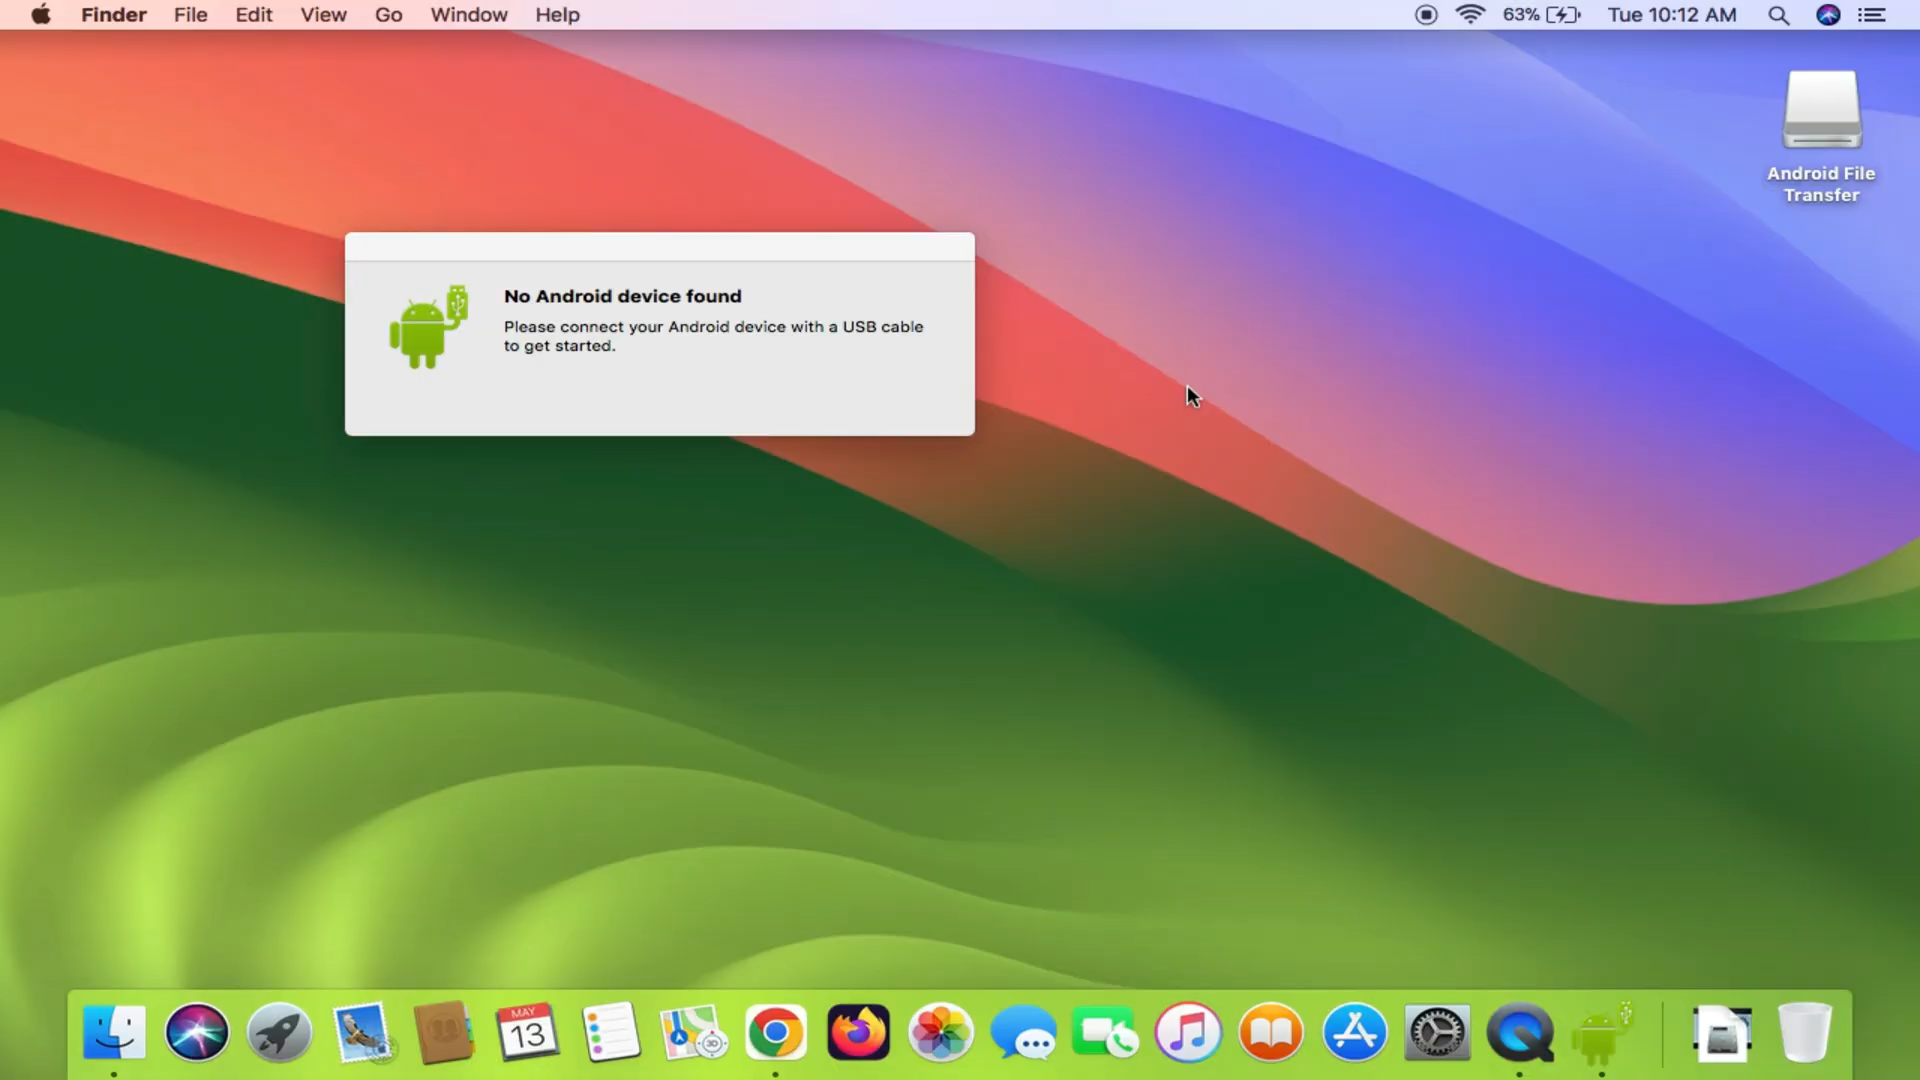 Finder File Edit View Go Window Help 63% Tue 10:12 AM
Android File
Transfer
No Android device found
Please connect your Android device with a USB cable
to get started.
MAY
13
3D